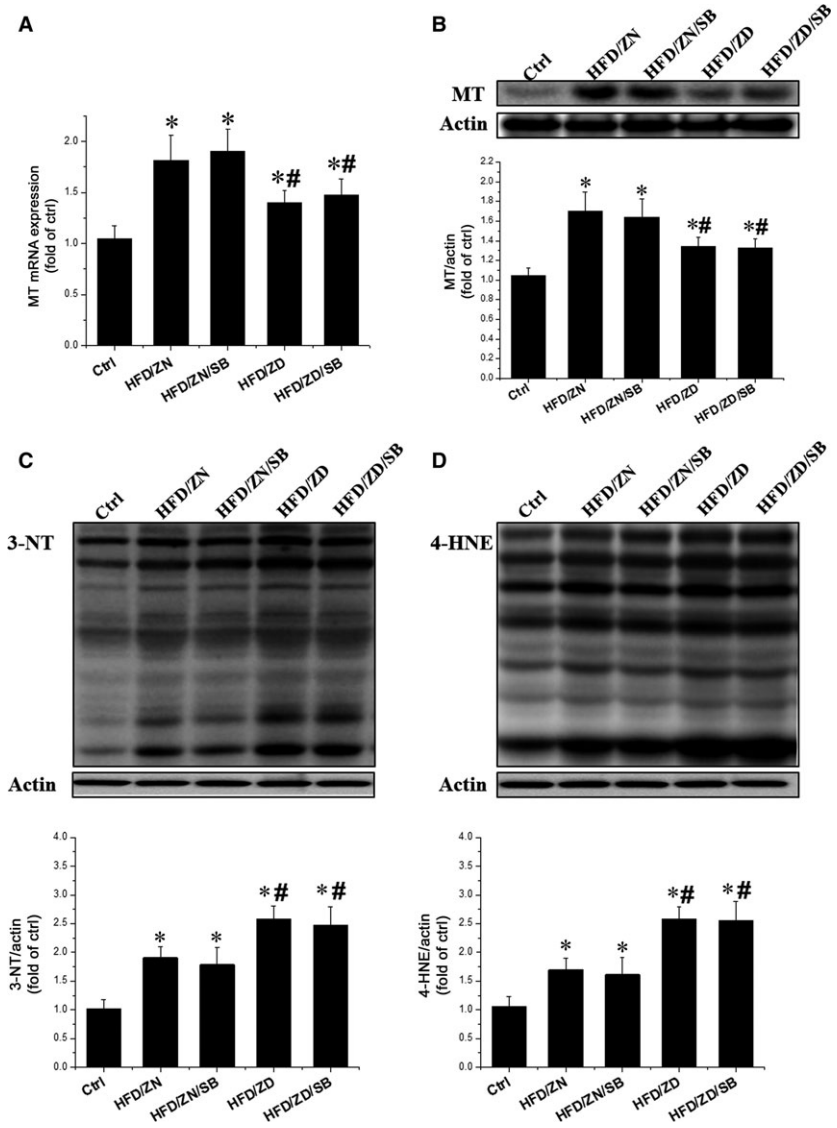 A
MT mRNA expression
(fold of ctrl)
2.0
1.5
1.0
0.5
0.0
*
*
*#
*#
Ctrl
HFD/ZN
HFD/ZN/SB
HFD/ZD
HFD/ZD/SB
B
Ctrl
HFD/ZN
HFD/ZN/SB
HFD/ZD
HFD/ZD/SB
MT
Actin
MT/actin
(fold of ctrl)
2.2
2.0
1.8
1.6
1.4
1.2
1.0
0.8
0.6
0.4
0.2
0.0
*
*
*#
*#
Ctrl
HFD/ZN
HFD/ZN/SB
HFD/ZD
HFD/ZD/SB
C
Ctrl
HFD/ZN
HFD/ZN/SB
HFD/ZD
HFD/ZD/SB
3-NT
Actin
3-NT/actin
(fold of ctrl)
4.0
3.5
3.0
2.5
2.0
1.5
1.0
0.5
0.0
*
*
*#
*#
Ctrl
HFD/ZN
HFD/ZN/SB
HFD/ZD
HFD/ZD/SB
D
Ctrl
HFD/ZN
HFD/ZN/SB
HFD/ZD
HFD/ZD/SB
4-HNE
Actin
4-HNE/actin
(fold of ctrl)
4.0
3.5
3.0
2.5
2.0
1.5
1.0
0.5
0.0
*
*
*#
*#
Ctrl
HFD/ZN
HFD/ZN/SB
HFD/ZD
HFD/ZD/SB